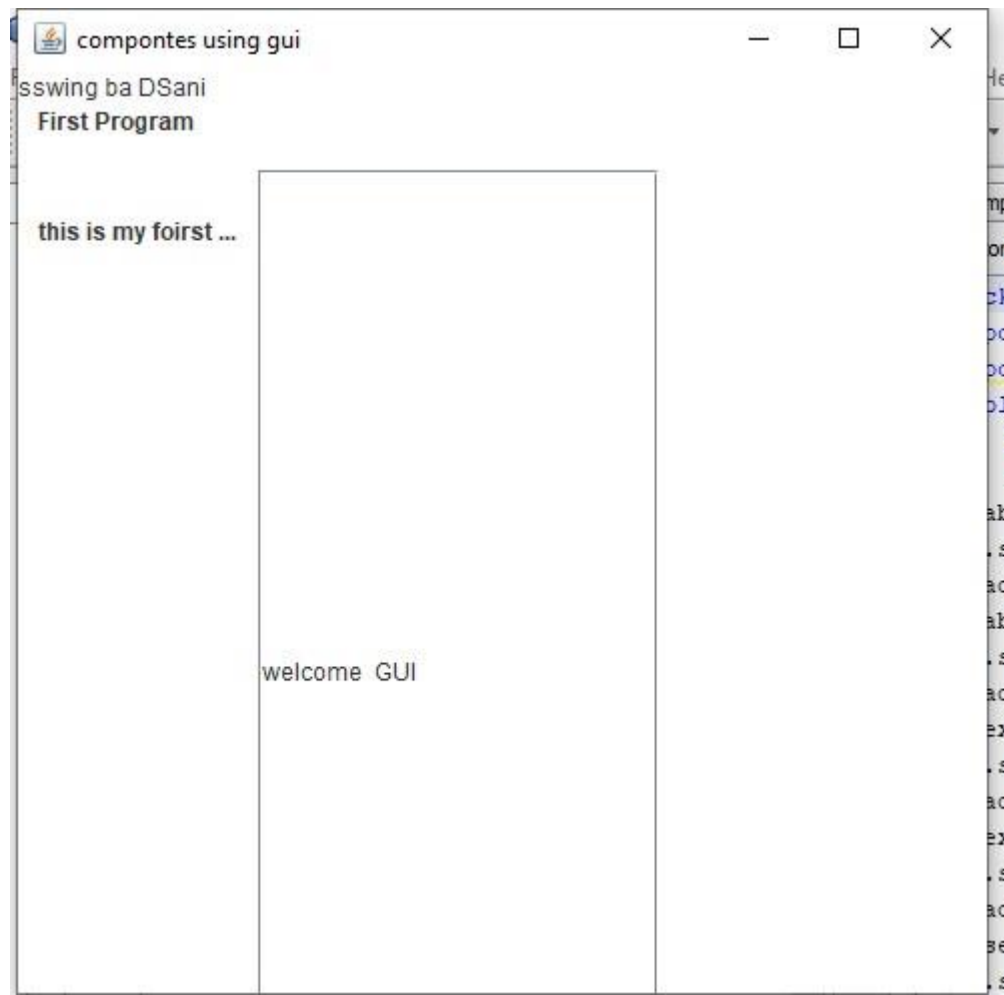 compontes using gui
sswing ba DSani
First Program
this is my foirst ...
welcome  GUI